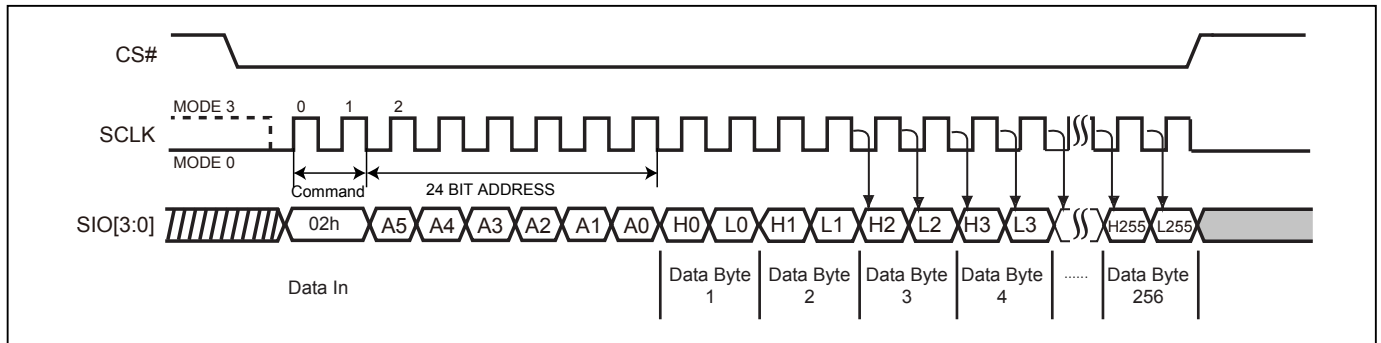 CS#
MODE 3
0 1 2
SCLK
MODE 0
Command
24 BIT ADDRESS
SIO[3:0]
02h A5 A4 A3 A2 A1 A0 H0 L0 H1 L1 H2 L2 H3 L3 H255 L255
Data In
Data Byte 1
Data Byte 2
Data Byte 3
Data Byte 4
......
Data Byte 256